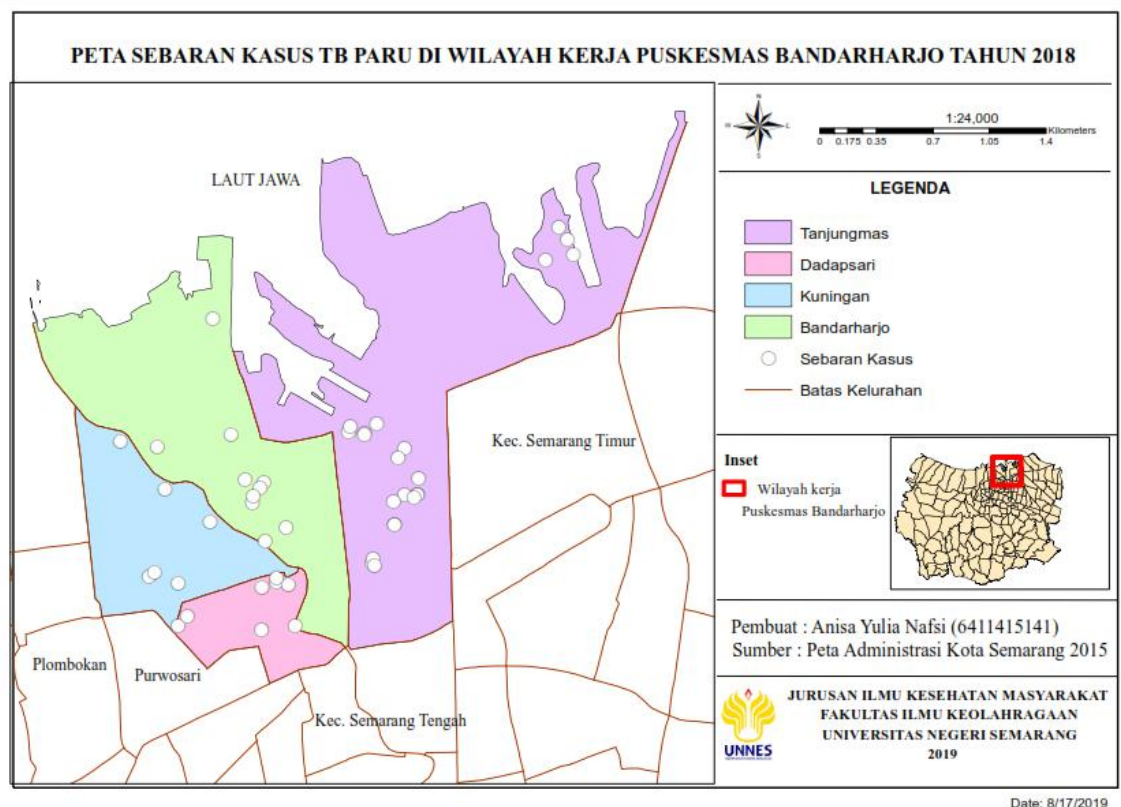 PETA SEBARAN KASUS TB PARU DI WILAYAH KERJA PUSKESMAS BANDARHARJO TAHUN 2018
LAUT JAWA
Kec. Semarang Timur
Plombokan
Purwosari
Kec. Semarang Tengah
N
W
L
S
1:24,000
Kilometers
0 0.175 0.35 0.7 1.05 1.4
LEGENDA
Tanjungmas
Dadapsari
Kuningan
Bandarharjo
Sebaran Kasus
Batas Kelurahan
Inset
Wilayah kerja
Puskesmas Bandarharjo
Pembuat : Anisa Yulia Nafsi (6411415141)
Sumber : Peta Administrasi Kota Semarang 2015
UNNES
JURUSAN ILMU KESEHATAN MASYARAKAT
FAKULTAS ILMU KEOLAHRAGAAN
UNIVERSITAS NEGERI SEMARANG
2019
Date: 8/17/2019